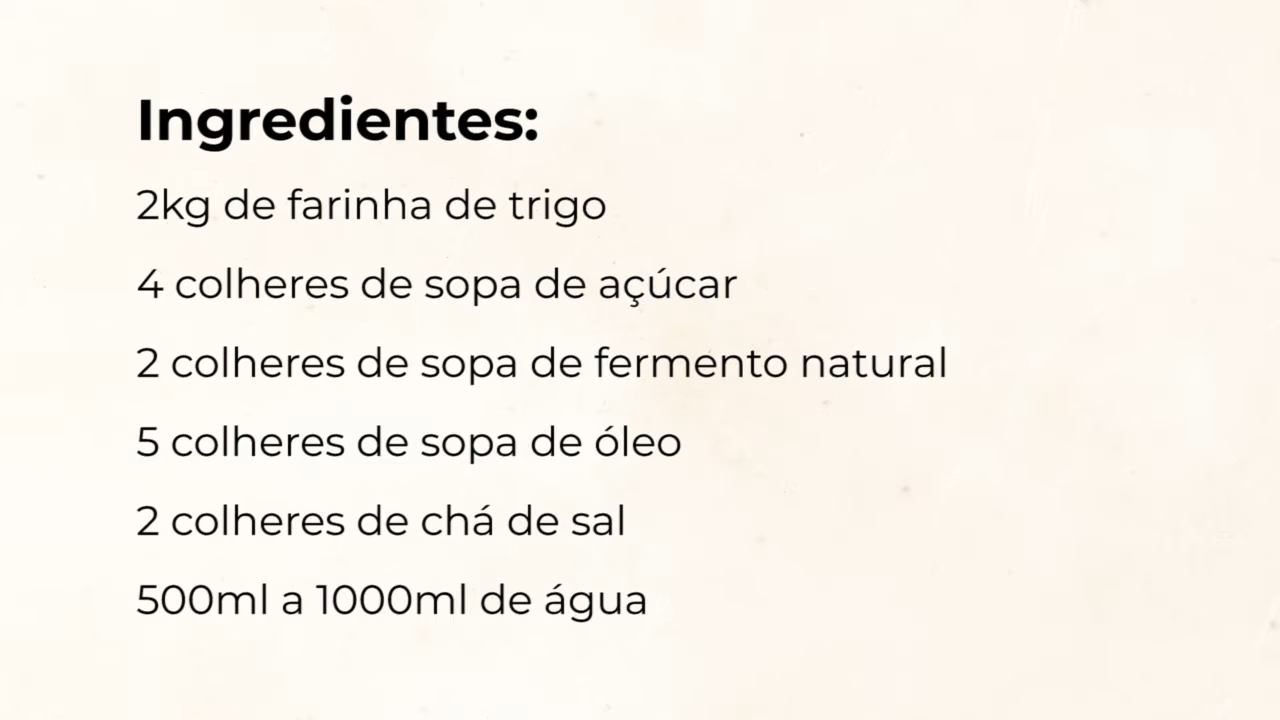 Ingredientes:
2kg de farinha de trigo
4 colheres de sopa de açúcar
2 colheres de sopa de fermento natural
5 colheres de sopa de óleo
2 colheres de chá de sal
500ml a 1000ml de água